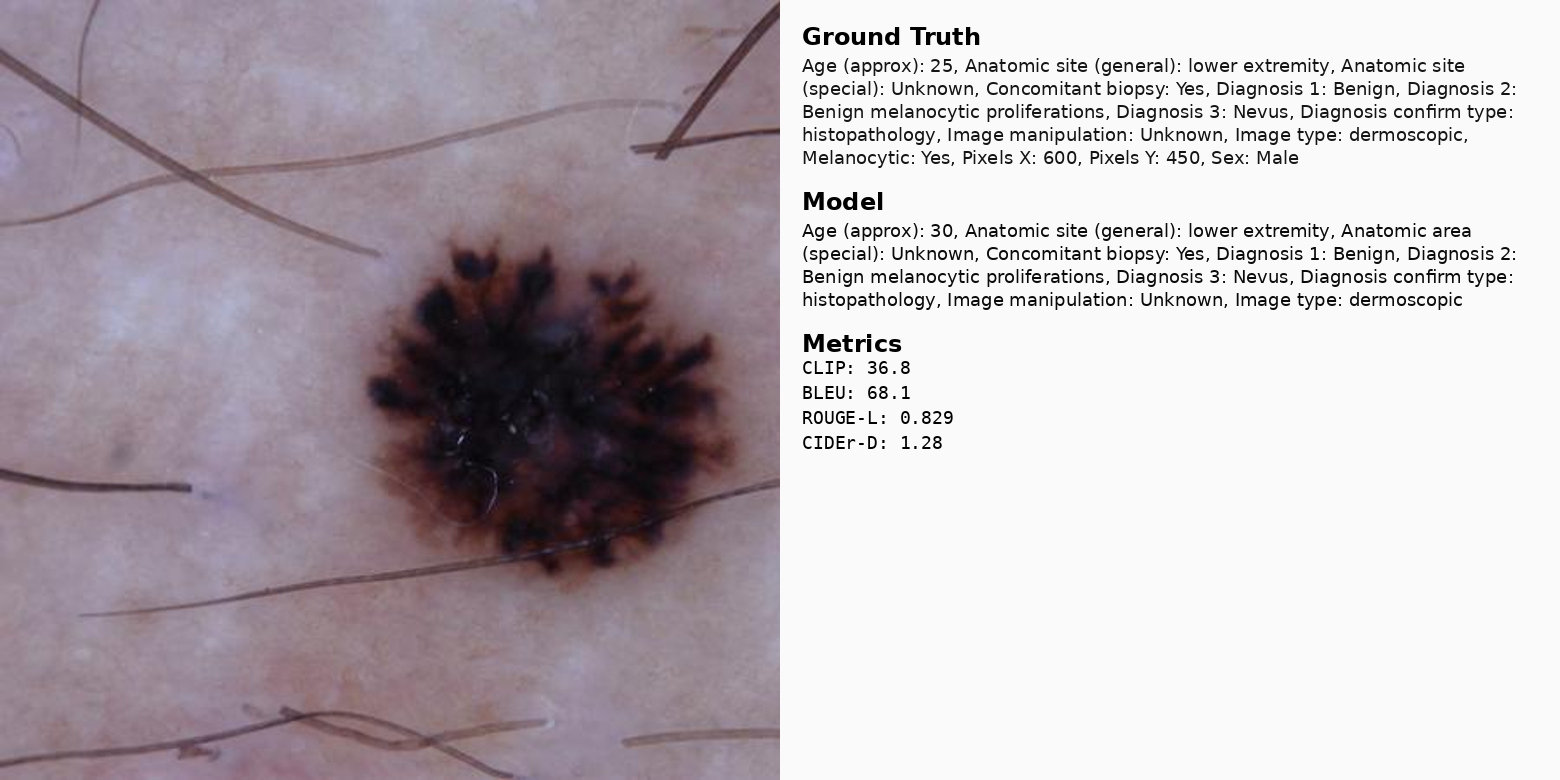 Ground Truth
Age (approx): 25, Anatomic site (general): lower extremity, Anatomic site
(special): Unknown, Concomitant biopsy: Yes, Diagnosis 1: Benign, Diagnosis 2:
Benign melanocytic proliferations, Diagnosis 3: Nevus, Diagnosis confirm type:
histopathology, Image manipulation: Unknown, Image type: dermoscopic,
Melanocytic: Yes, Pixels X: 600, Pixels Y: 450, Sex: Male
Model
Age (approx): 30, Anatomic site (general): lower extremity, Anatomic area
(special): Unknown, Concomitant biopsy: Yes, Diagnosis 1: Benign, Diagnosis 2:
Benign melanocytic proliferations, Diagnosis 3: Nevus, Diagnosis confirm type:
histopathology, Image manipulation: Unknown, Image type: dermoscopic
Metrics
CLIP: 36.8
BLEU: 68.1
ROUGE-L: 0.829
CIDEr-D: 1.28